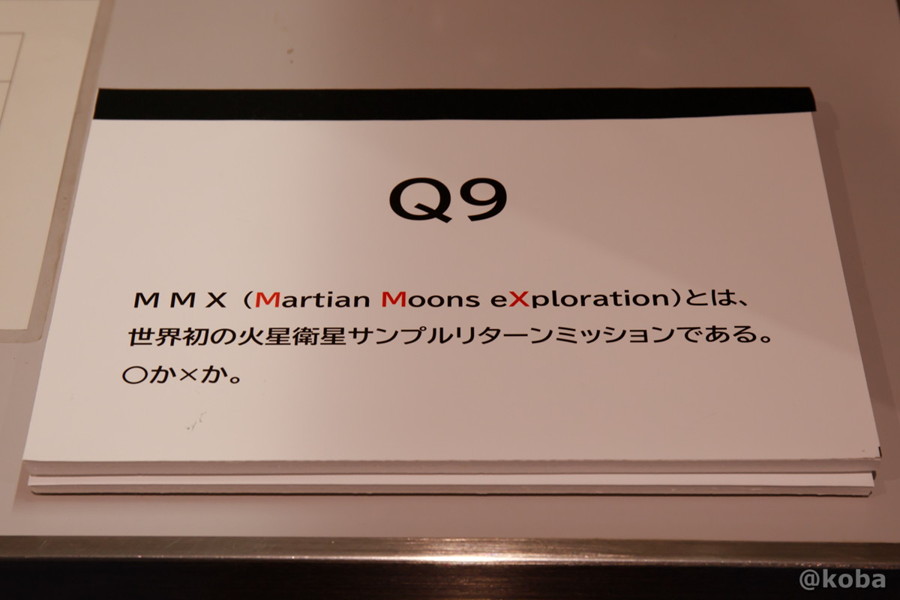 Q9
ＭＭＸ（Martian Moons eXploration）とは、
世界初の火星衛星サンプルリターンミッションである。
○か×か。
@koba